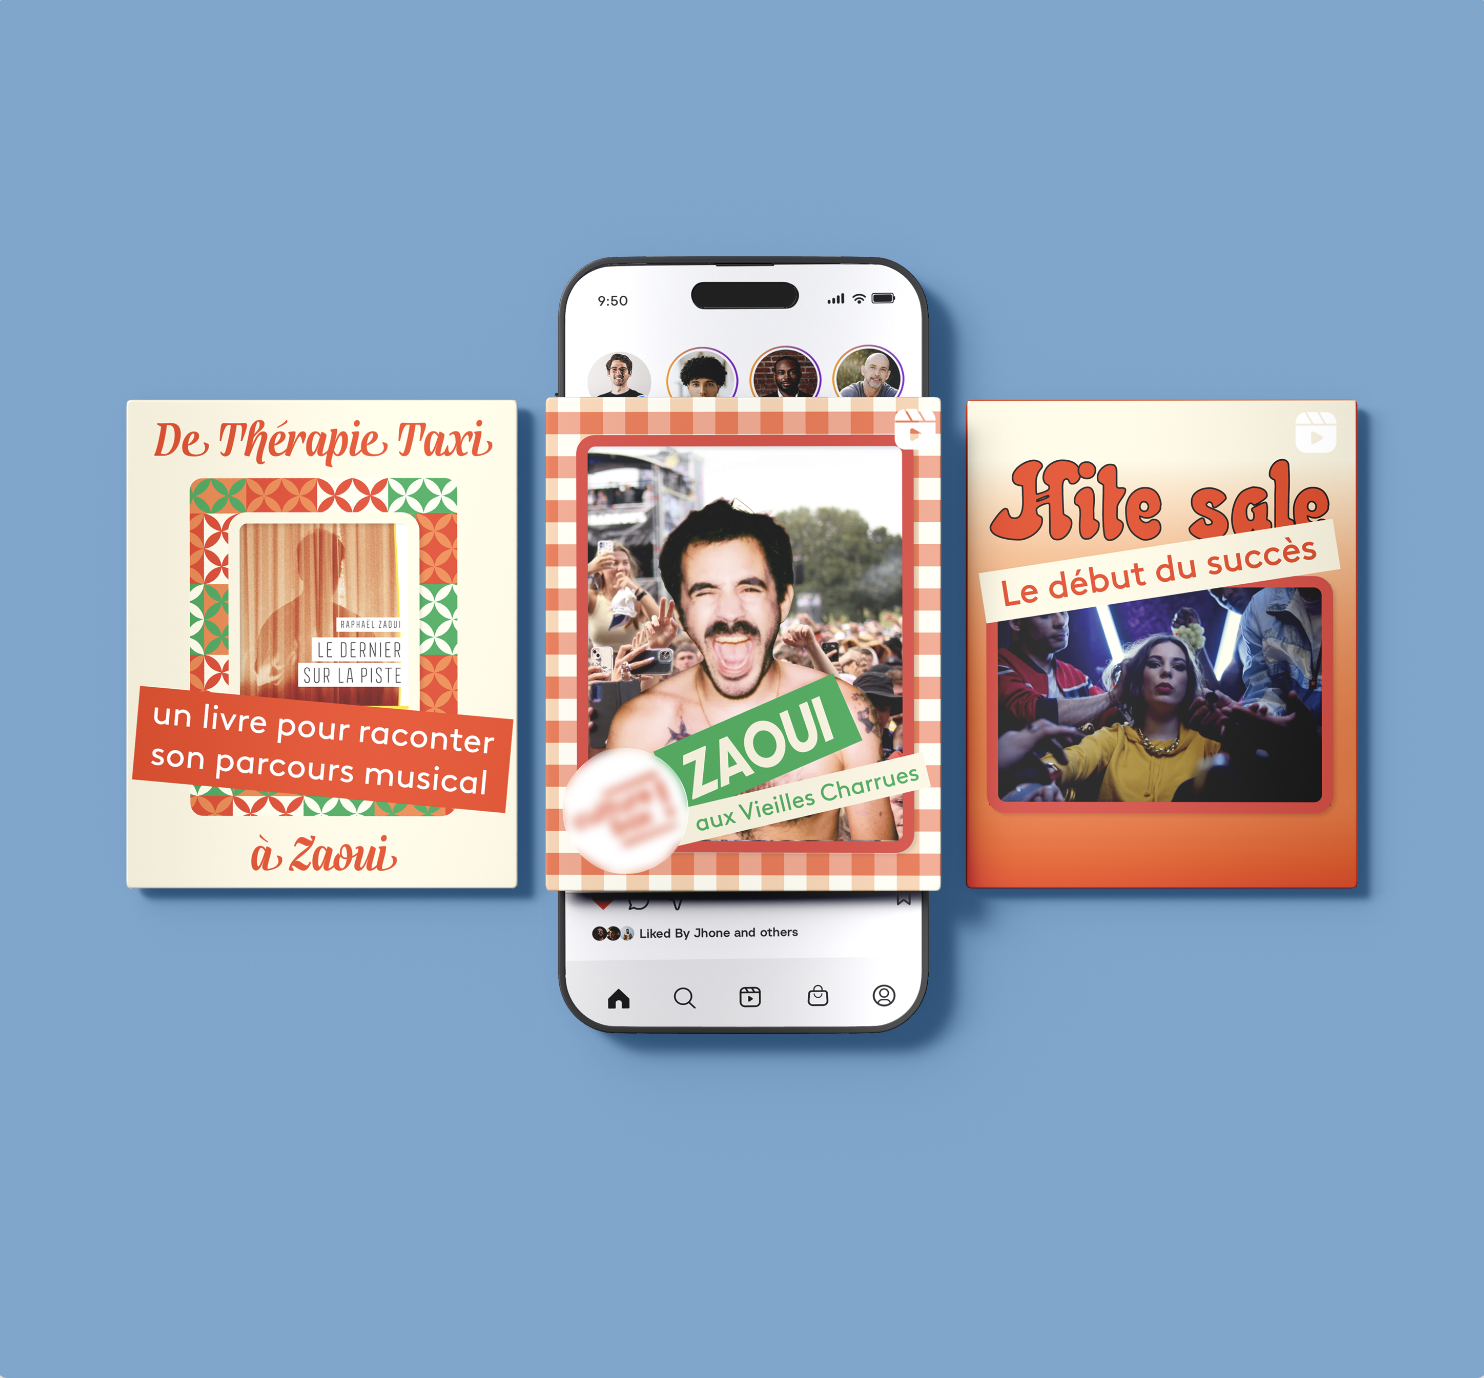 9:50
De Thérapie Taxi
RAPHAËL ZAOUI
LE DERNIER
SUR LA PISTE
un livre pour raconter
son parcours musical
à Zaoui
ZAOUI
aux Vieilles Charrues
Liked By Jhone and others
Hite sale
Le début du succès